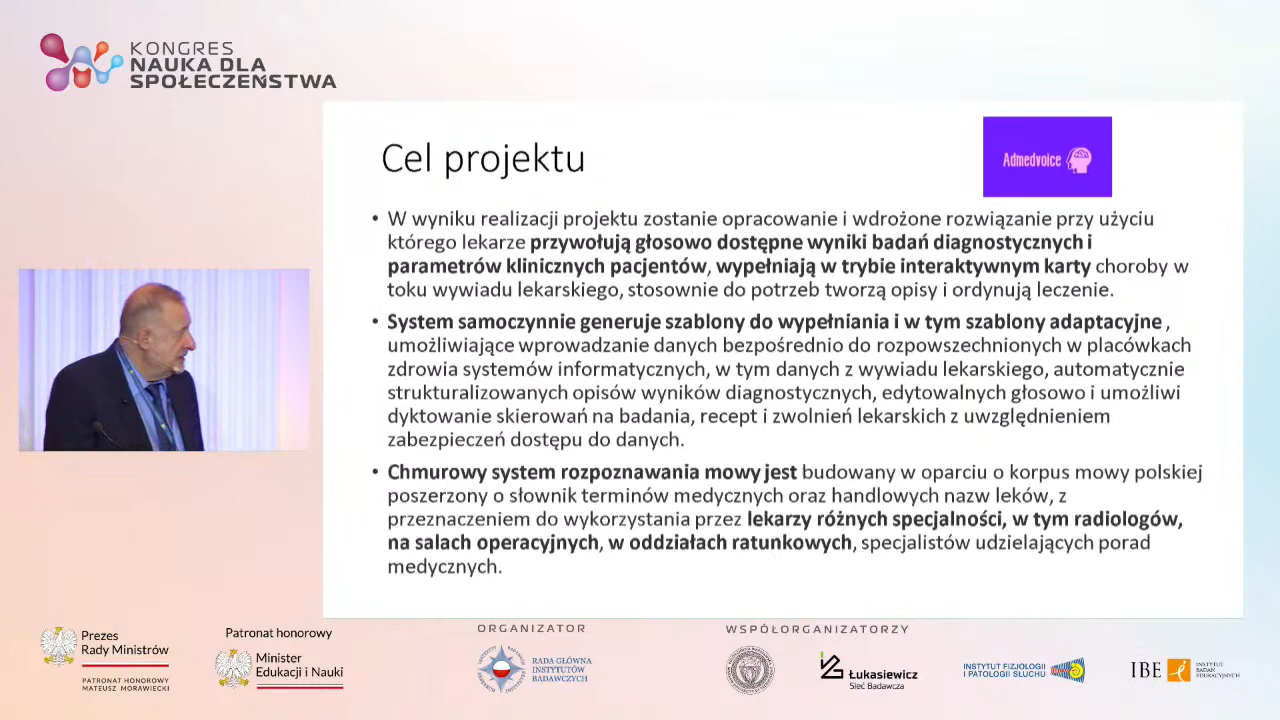 KONGRES
NAUKA DLA
SPOŁECZEŃSTWA
Cel projektu
Admedvoice
• W wyniku realizacji projektu zostanie opracowanie i wdrożone rozwiązanie przy użyciu
którego lekarze przywołują głosowo dostępne wyniki badań diagnostycznych i
parametrów klinicznych pacjentów, wypełniają w trybie interaktywnym karty choroby w
toku wywiadu lekarskiego, stosownie do potrzeb tworzą opisy i ordynują leczenie.
• System samoczynnie generuje szablony do wypełniania i w tym szablony adaptacyjne ,
umożliwiające wprowadzanie danych bezpośrednio do rozpowszechnionych w placówkach
zdrowia systemów informatycznych, w tym danych z wywiadu lekarskiego, automatycznie
strukturalizowanych opisów wyników diagnostycznych, edytowalnych głosowo i umożliwi
dyktowanie skierowań na badania, recept i zwolnień lekarskich z uwzględnieniem
zabezpieczeń dostępu do danych.
• Chmurowy system rozpoznawania mowy jest budowany w oparciu o korpus mowy polskiej
poszerzony o słownik terminów medycznych oraz handlowych nazw leków, z
przeznaczeniem do wykorzystania przez lekarzy różnych specjalności, w tym radiologów,
na salach operacyjnych, w oddziałach ratunkowych, specjalistów udzielających porad
medycznych.
Prezes
Rady Ministrów
PATRONAT HONOROWY
MATEUSZ MORAWIECKI
Patronat honorowy
Minister
Edukacji i Nauki
ORGANIZATOR
RADA GŁÓWNA
INSTYTUTÓW
BADAWCZYCH
WSPÓŁORGANIZATORZY
Łukasiewicz
Sieć Badawcza
INSTYTUT FIZJOLOGII
I PATOLOGII SŁUCHU
IBE
INSTYTUT
BADAŃ
EDUKACYJNYCH